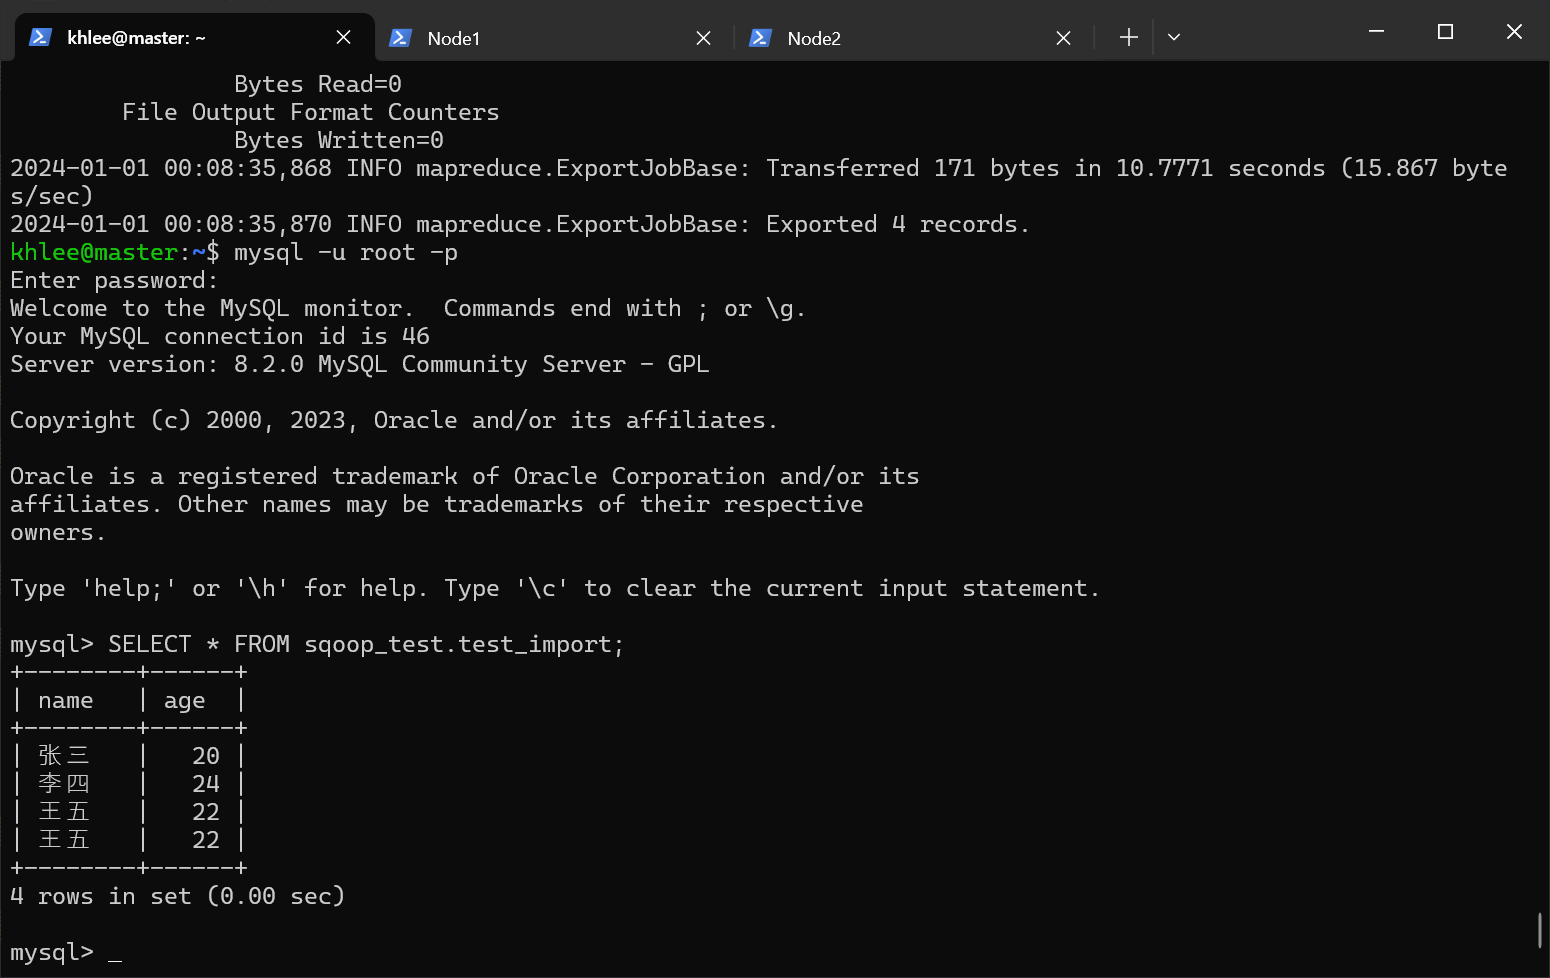 khlee@master: ~ Node1 Node2
Bytes Read=0
File Output Format Counters
Bytes Written=0
2024-01-01 00:08:35,868 INFO mapreduce.ExportJobBase: Transferred 171 bytes in 10.7771 seconds (15.867 byte
s/sec)
2024-01-01 00:08:35,870 INFO mapreduce.ExportJobBase: Exported 4 records.
khlee@master:~$ mysql -u root -p
Enter password:
Welcome to the MySQL monitor.  Commands end with ; or \g.
Your MySQL connection id is 46
Server version: 8.2.0 MySQL Community Server - GPL
Copyright (c) 2000, 2023, Oracle and/or its affiliates.
Oracle is a registered trademark of Oracle Corporation and/or its
affiliates. Other names may be trademarks of their respective
owners.
Type 'help;' or '\h' for help. Type '\c' to clear the current input statement.
mysql> SELECT * FROM sqoop_test.test_import;
+--------+------+
| name   | age  |
+--------+------+
| 张三   |   20 |
| 李四   |   24 |
| 王五   |   22 |
| 王五   |   22 |
+--------+------+
4 rows in set (0.00 sec)
mysql> _